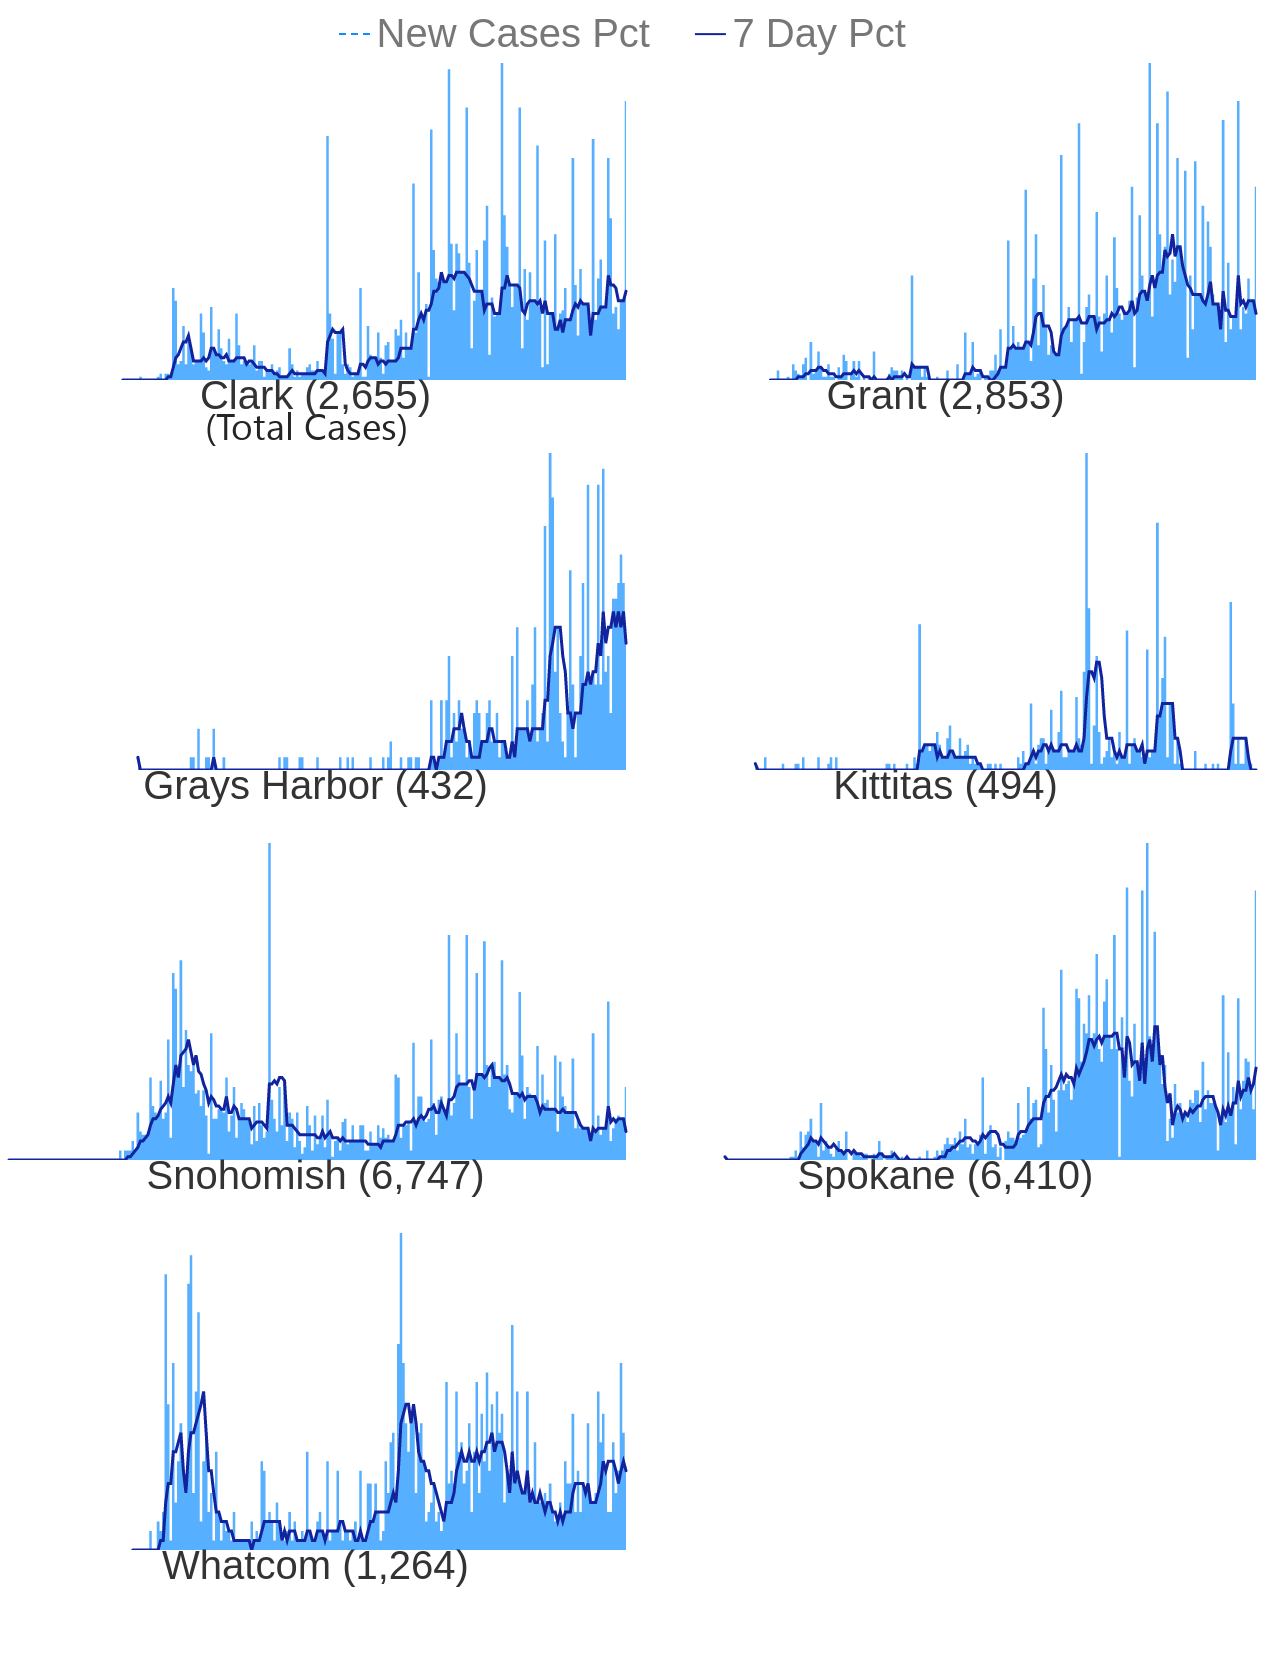 New Cases Pct 7 Day Pct
Clark (2,655) Grant (2,853)
(Total Cases)
Grays Harbor (432) Kittitas (494)
Snohomish (6,747) Spokane (6,410)
Whatcom (1,264)